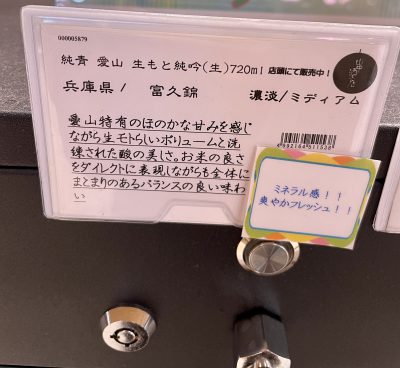 000005879
純青 愛山 生もと純吟(生)720ml 店頭にて販売中!
兵庫県/ 富久錦 濃淡/ミディアム
愛山特有のほのかな甘みを感じ
ながら生モトらしいボリュームと洗
練された酸の美しさ。お米の良さ
をダイレクトに表現しながらも全体に
まとまりのあるバランスの良い味わ
い
4992164511538
ミネラル感!!
爽やかフレッシュ!!